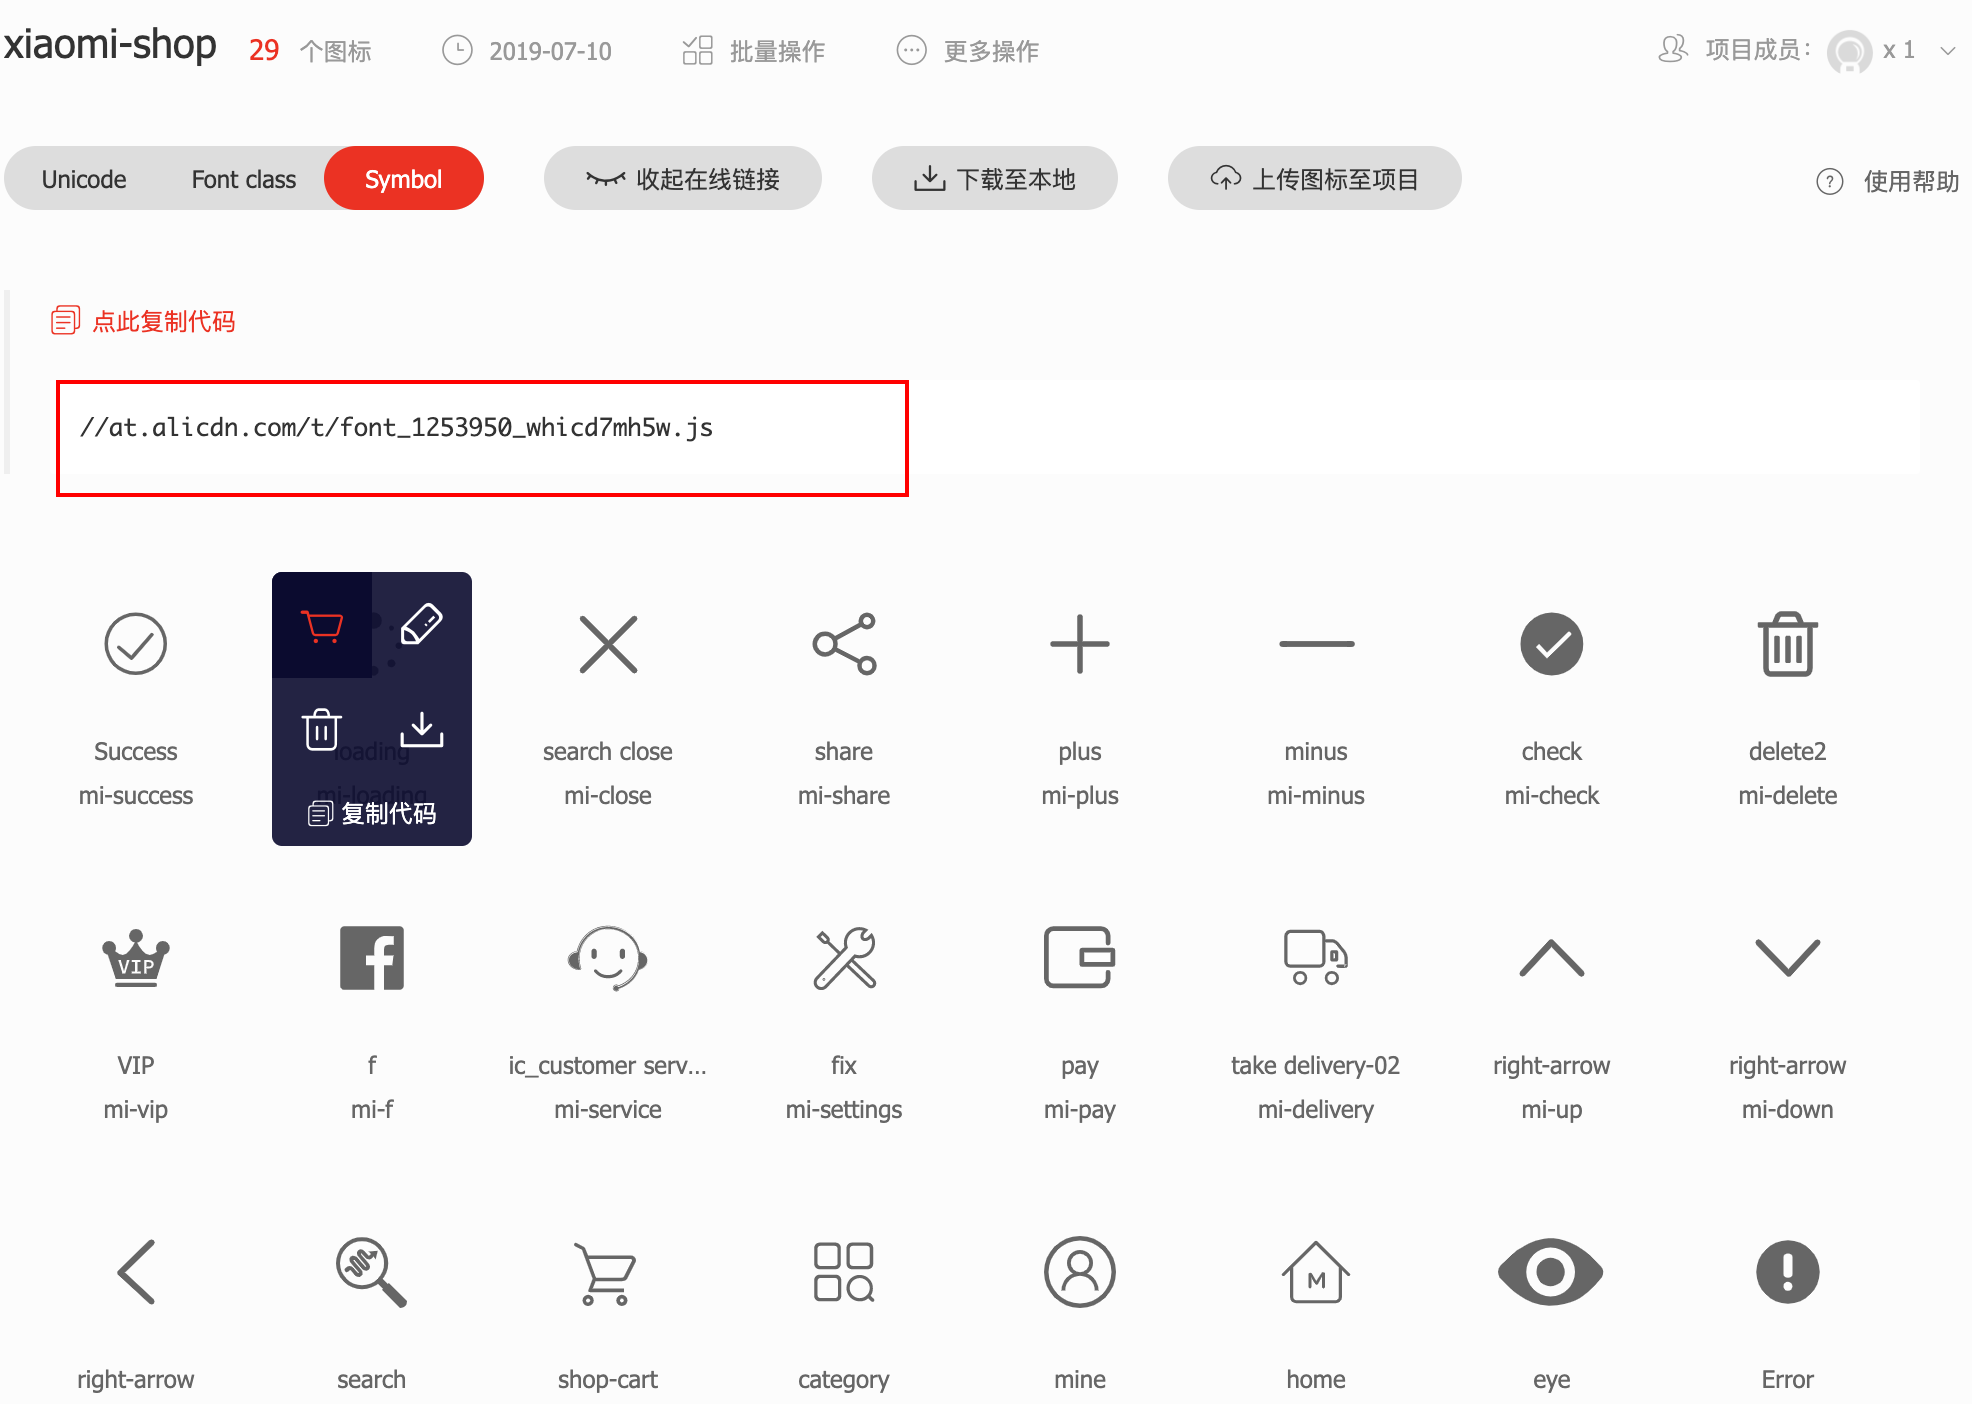 xiaomi-shop 29 个图标 2019-07-10 批量操作 更多操作 项目成员： x 1
Unicode Font class Symbol 收起在线链接 下载至本地 上传图标至项目 ? 使用帮助
点此复制代码
//at.alicdn.com/t/font_1253950_whicd7mh5w.js
Success loading search close share plus minus check delete2
mi-success mi-loading mi-close mi-share mi-plus mi-minus mi-check mi-delete
复制代码
VIP
VIP f ic_customer serv... fix pay take delivery-02 right-arrow right-arrow
mi-vip mi-f mi-service mi-settings mi-pay mi-delivery mi-up mi-down
M
right-arrow search shop-cart category mine home eye Error